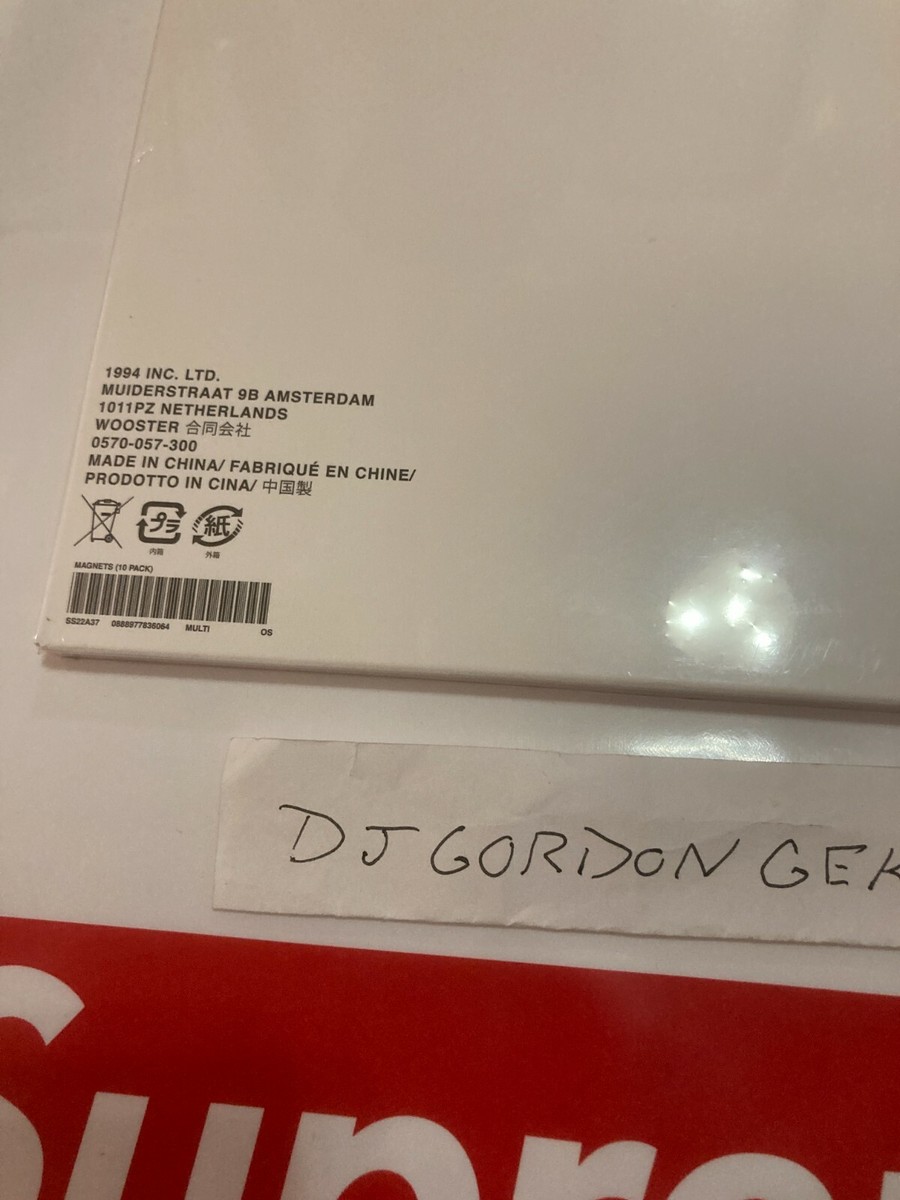 1994 INC. LTD.
MUIDERSTRAAT 9B AMSTERDAM
1011PZ NETHERLANDS
WOOSTER 合同会社
0570-057-300
MADE IN CHINA/ FABRIQUÉ EN CHINE/
PRODOTTO IN CINA/ 中国製
プラ 紙
内箱 外箱
MAGNETS (10 PACK)
SS22A37 0888977836064 MULTI OS
DJ GORDON GEK
Supre